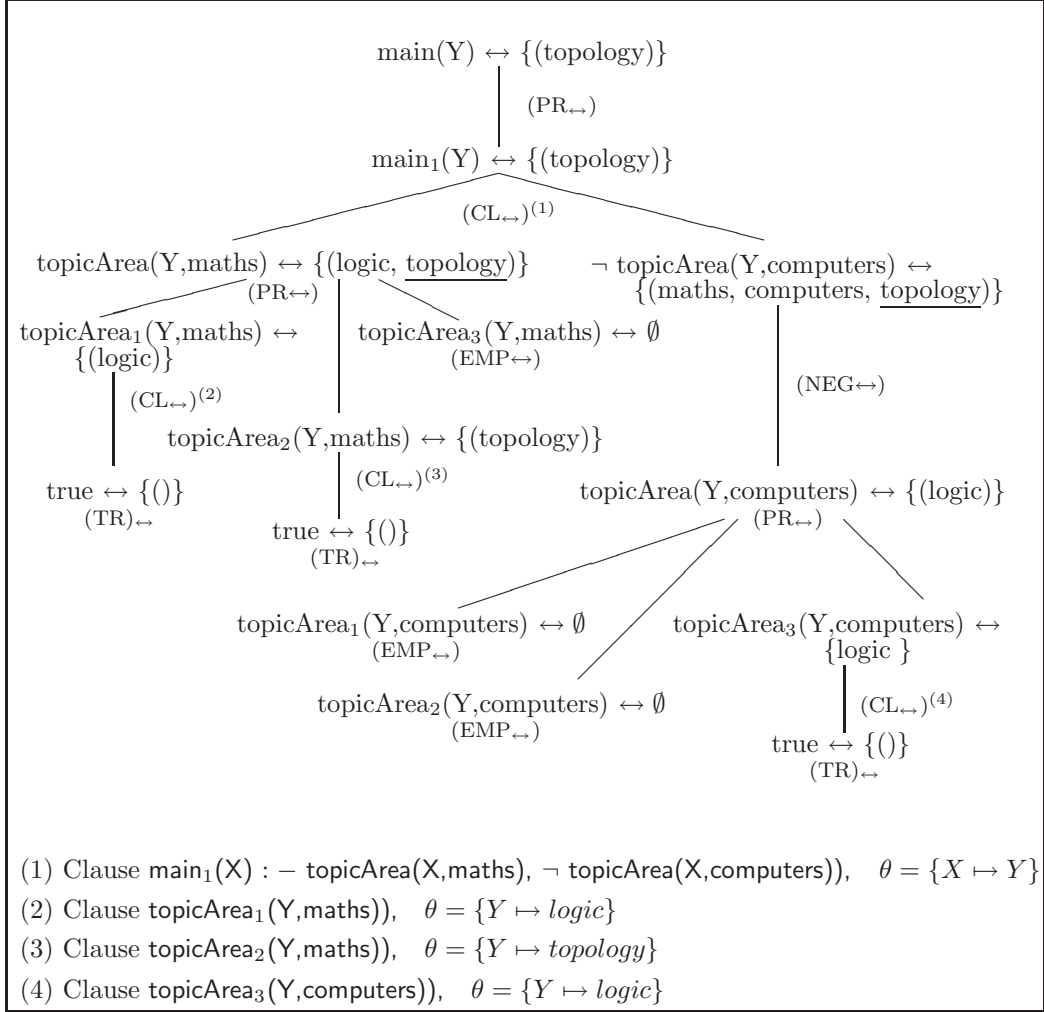 main(Y) ↔ {(topology)}
(PR↔)
main₁(Y) ↔ {(topology)}
(CL↔)⁽¹⁾
topicArea(Y,maths) ↔ {(logic, topology)}
¬ topicArea(Y,computers) ↔
{(maths, computers, topology)}
(PR↔)
topicArea₁(Y,maths) ↔
{(logic)}
topicArea₃(Y,maths) ↔ ∅
(EMP↔)
(CL↔)⁽²⁾
(NEG↔)
topicArea₂(Y,maths) ↔ {(topology)}
(CL↔)⁽³⁾
true ↔ {()}
(TR)↔
topicArea(Y,computers) ↔ {(logic)}
(PR↔)
true ↔ {()}
(TR)↔
topicArea₁(Y,computers) ↔ ∅
(EMP↔)
topicArea₃(Y,computers) ↔
{logic }
topicArea₂(Y,computers) ↔ ∅
(EMP↔)
(CL↔)⁽⁴⁾
true ↔ {()}
(TR)↔
(1) Clause main₁(X) : − topicArea(X,maths), ¬ topicArea(X,computers)), θ = {X ↦ Y}
(2) Clause topicArea₁(Y,maths)), θ = {Y ↦ logic}
(3) Clause topicArea₂(Y,maths)), θ = {Y ↦ topology}
(4) Clause topicArea₃(Y,computers)), θ = {Y ↦ logic}